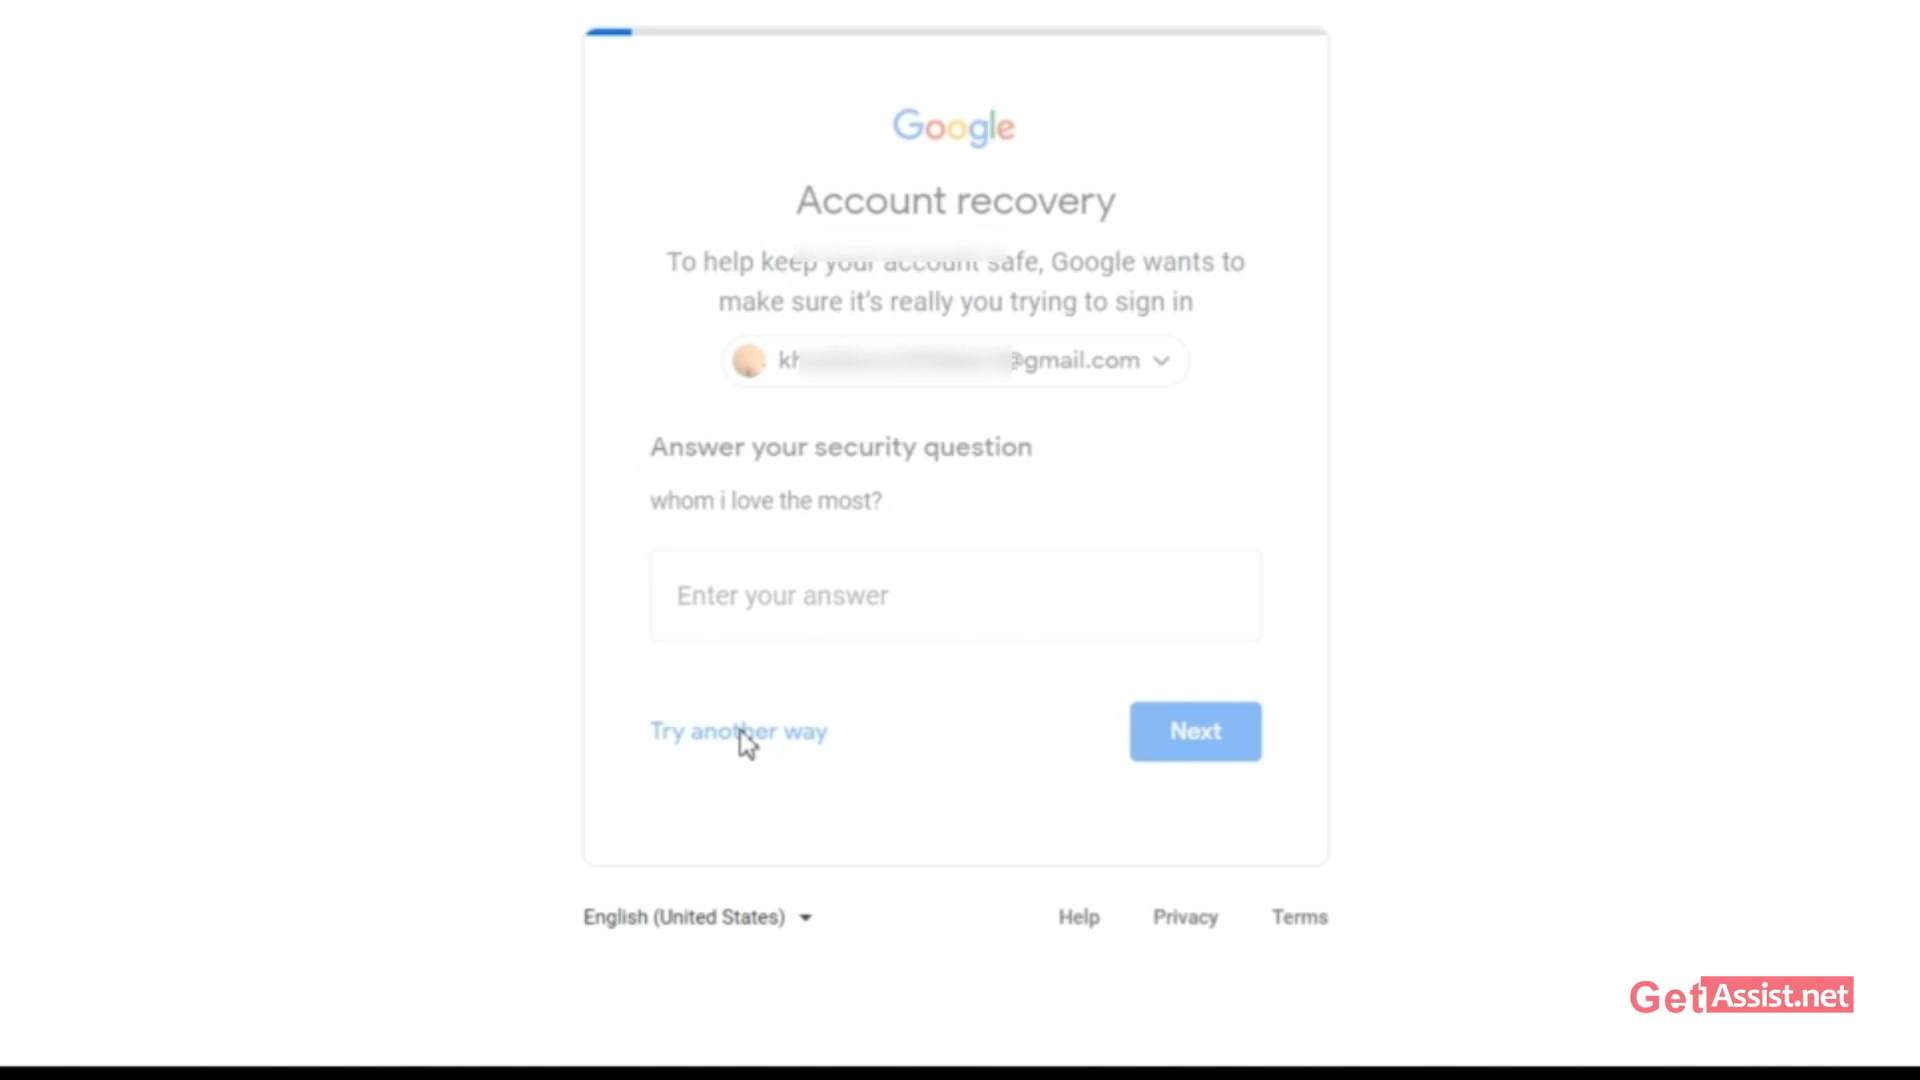 Google
Account recovery
To help keep your account safe, Google wants to
make sure it's really you trying to sign in
kh @gmail.com
Answer your security question
whom i love the most?
Enter your answer
Try another way
Next
English (United States)
Help
Privacy
Terms
GetAssist.net